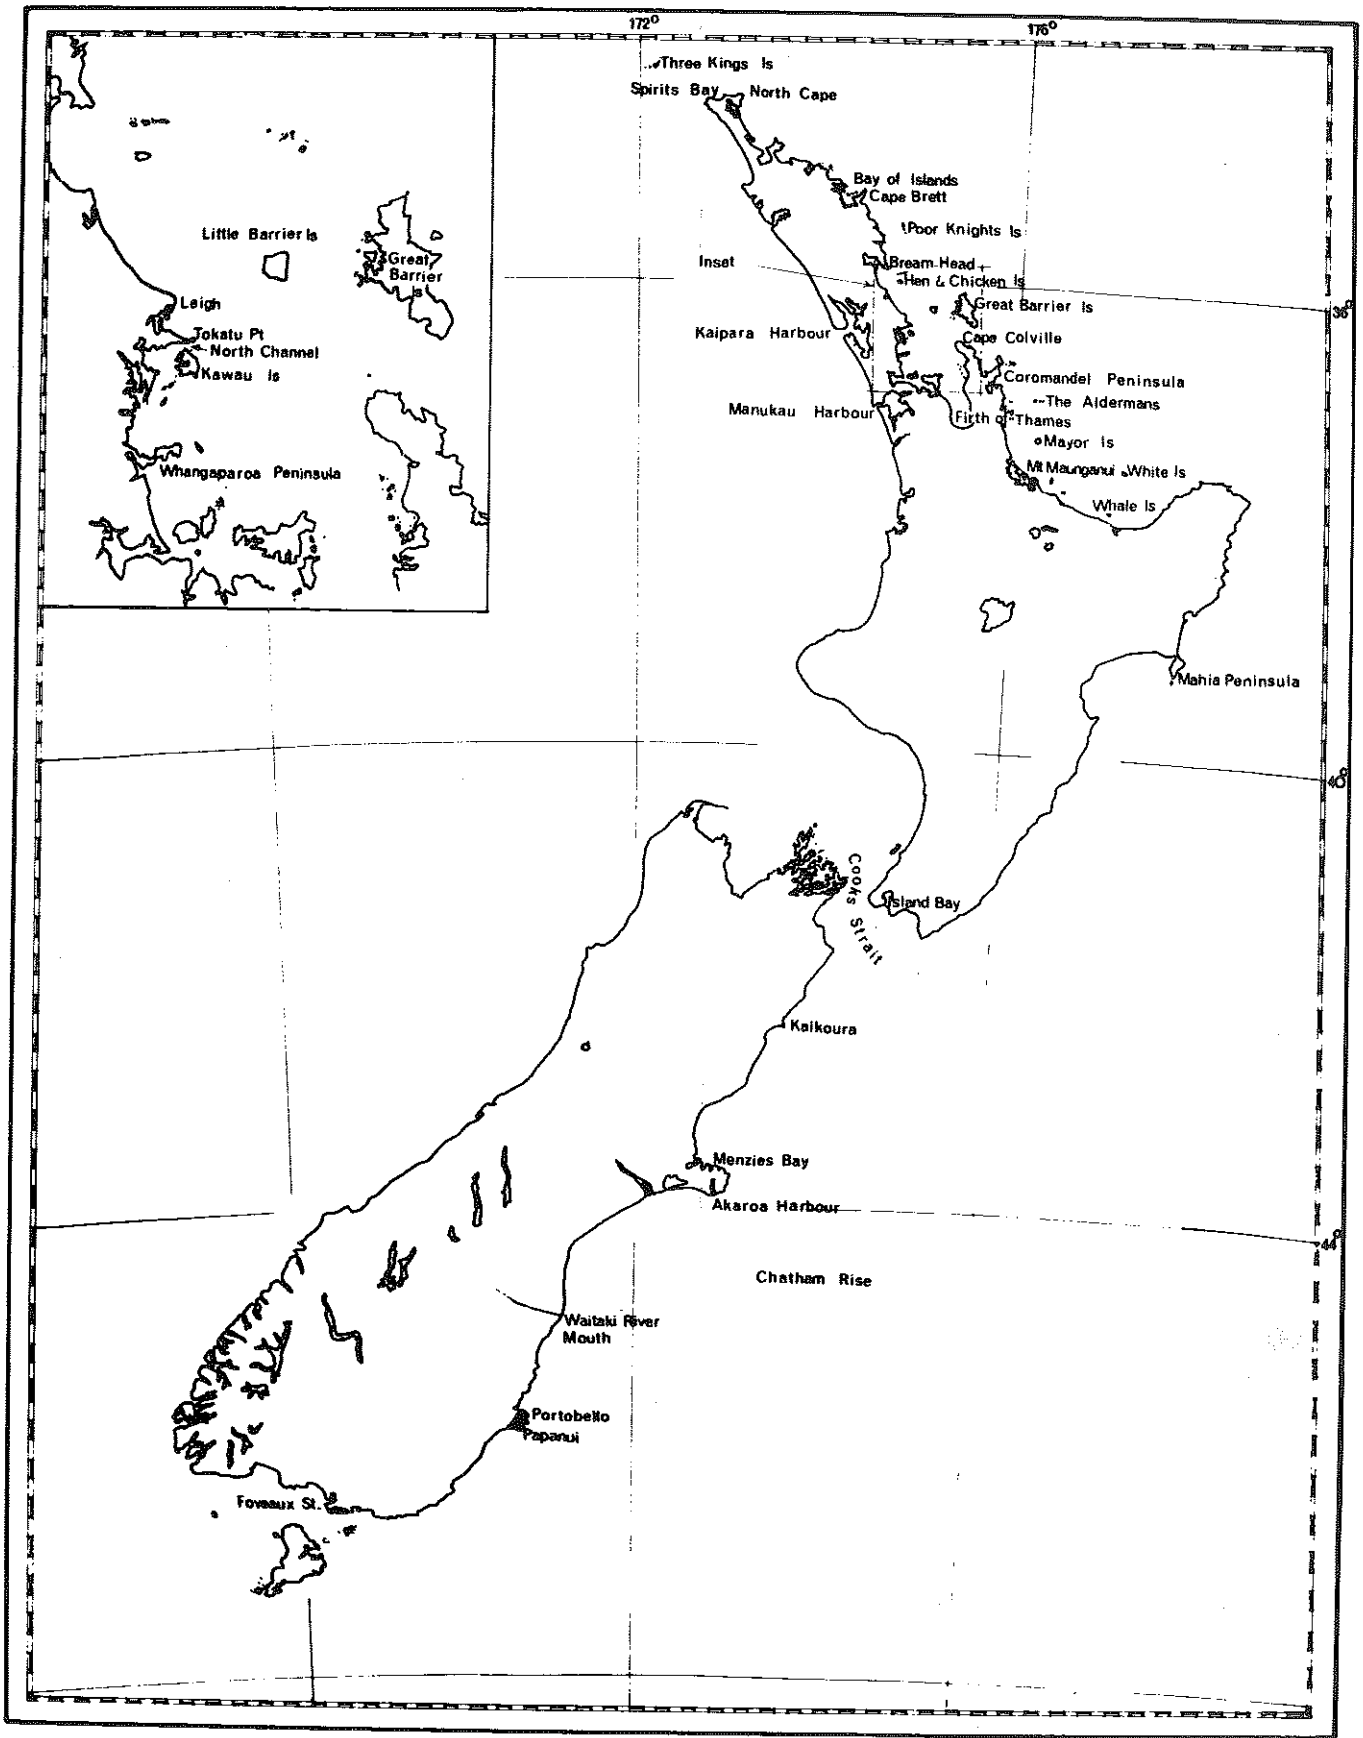 172°
176°
Three Kings Is
Spirits Bay
North Cape
Bay of Islands
Cape Brett
Poor Knights Is
Inset
Bream Head
Hen & Chicken Is
Great Barrier Is
38°
Kaipara Harbour
Cape Colville
Coromandel Peninsula
The Aldermans
Manukau Harbour
Firth of Thames
Mayor Is
Mt Maunganui
White Is
Whale Is
Little Barrier Is
Great
Barrier
Is
Leigh
Tokatu Pt
North Channel
Kawau Is
Whangaparoa Peninsula
Mahia Peninsula
40°
Cooks Strait
Island Bay
Kaikoura
Menzies Bay
Akaroa Harbour
44°
Chatham Rise
Waitaki River
Mouth
Portobello
Papanui
Foveaux St.